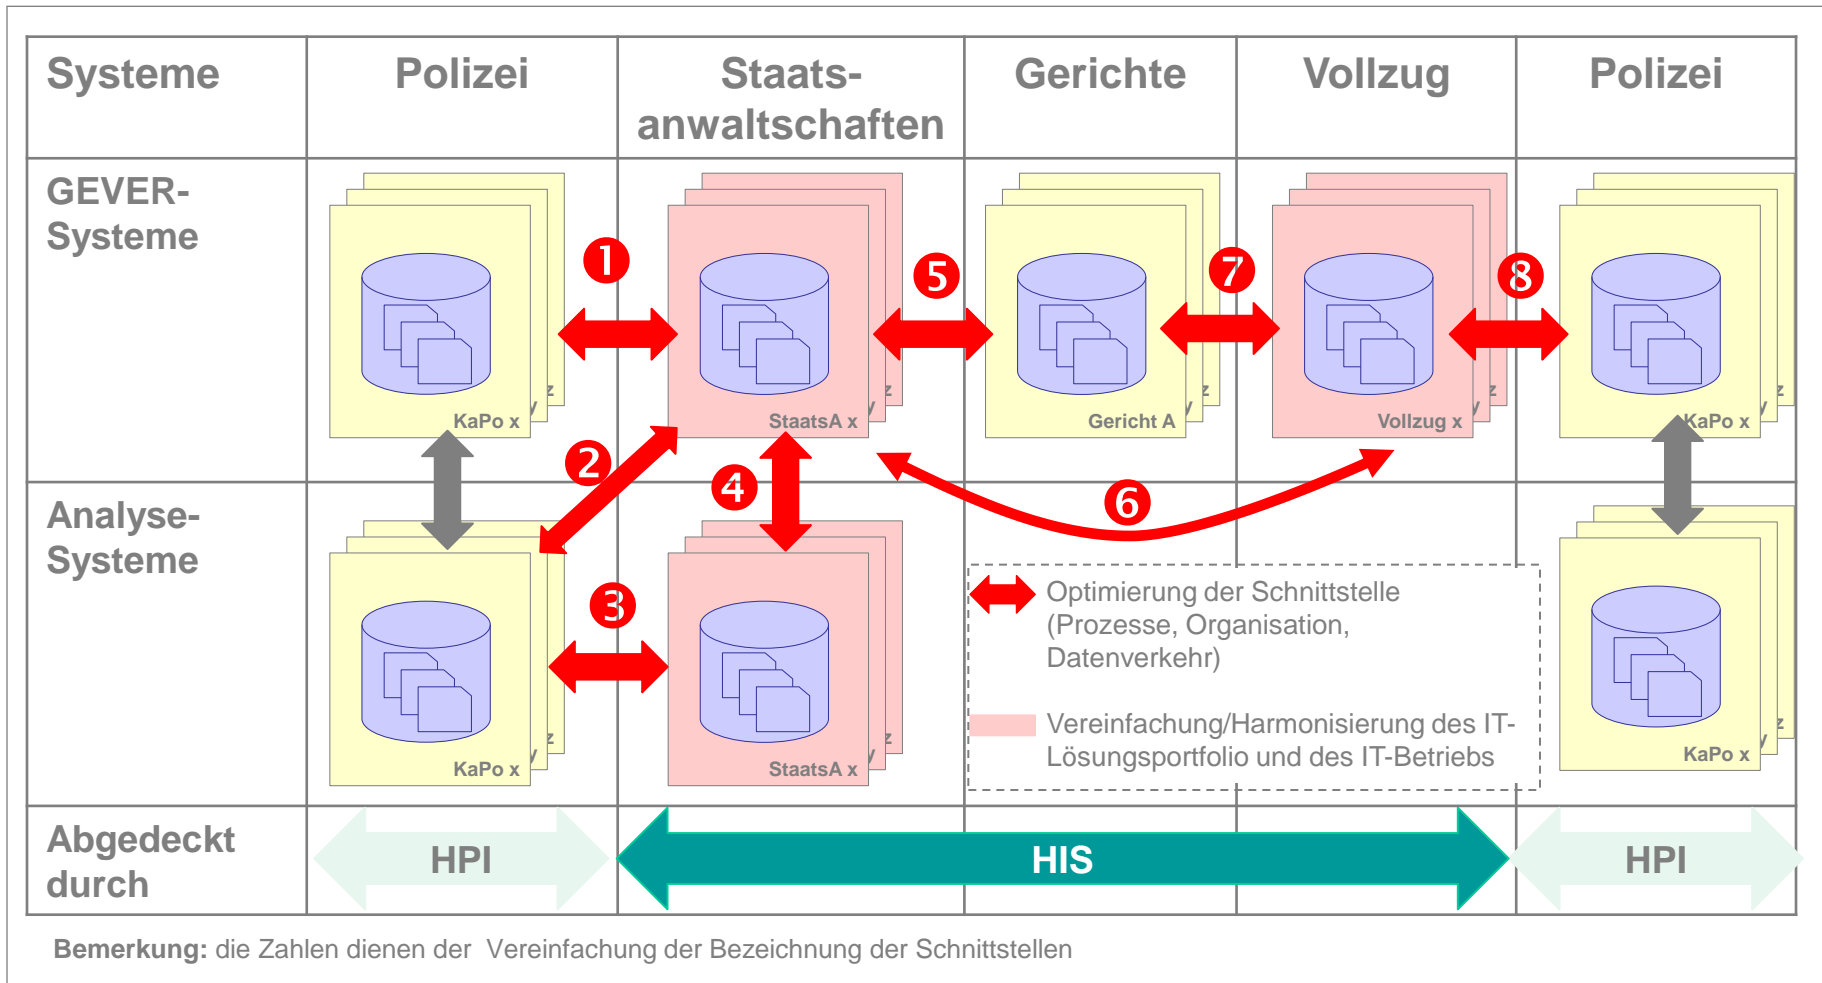 Systeme
Polizei
Staats-
anwaltschaften
Gerichte
Vollzug
Polizei
GEVER-
Systeme
z
y
KaPo x
z
y
StaatsA x
z
y
Gericht A
z
y
Vollzug x
z
y
KaPo x
1
2
3
4
5
6
7
8
Analyse-
Systeme
z
y
KaPo x
z
y
StaatsA x
z
y
KaPo x
Optimierung der Schnittstelle
(Prozesse, Organisation,
Datenverkehr)
Vereinfachung/Harmonisierung des IT-
Lösungsportfolio und des IT-Betriebs
Abgedeckt
durch
HPI
HIS
HPI
Bemerkung: die Zahlen dienen der Vereinfachung der Bezeichnung der Schnittstellen